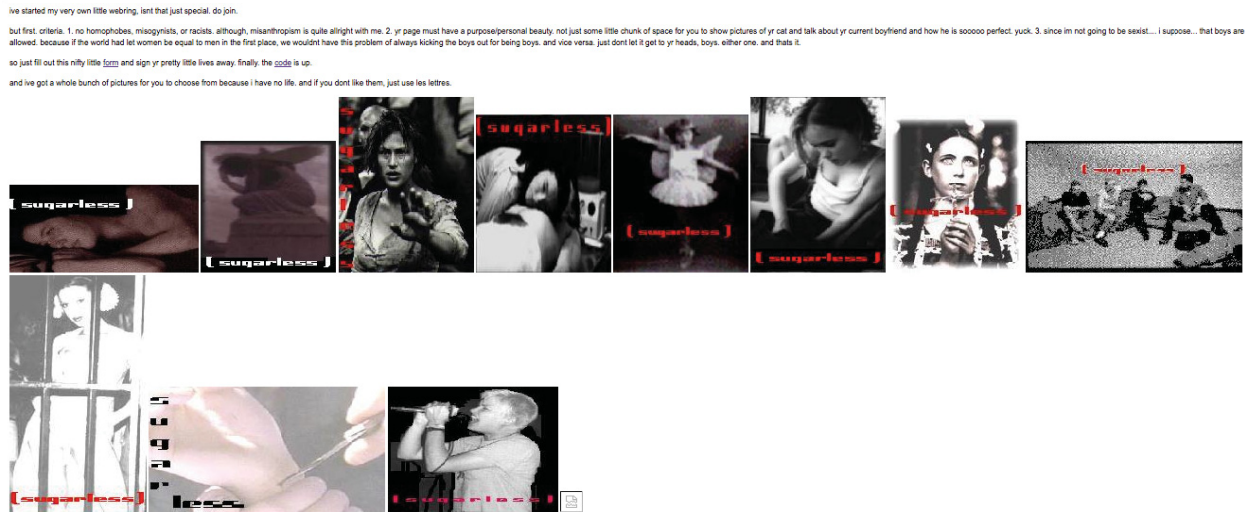 ive started my very own little webring, isnt that just special. do join.
but first. criteria. 1. no homophobes, misogynists, or racists. although, misanthropism is quite allright with me. 2. yr page must have a purpose/personal beauty. not just some little chunk of space for you to show pictures of yr cat and talk about yr current boyfriend and how he is sooooo perfect. yuck. 3. since im not going to be sexist.... i suppose... that boys are
allowed. because if the world had let women be equal to men in the first place, we wouldnt have this problem of always kicking the boys out for being boys. and vice versa. just dont let it get to yr heads, boys. either one. and thats it.
so just fill out this nifty little form and sign yr pretty little lives away. finally. the code is up.
and ive got a whole bunch of pictures for you to choose from because i have no life. and if you dont like them, just use les lettres.
[ sugarless ]
[ sugarless ]
sugarless
[sugarless]
[ sugarless ]
[ sugarless ]
[ sugarless ]
[ sugarless ]
[sugarless]
sugar
less
[sugarless]